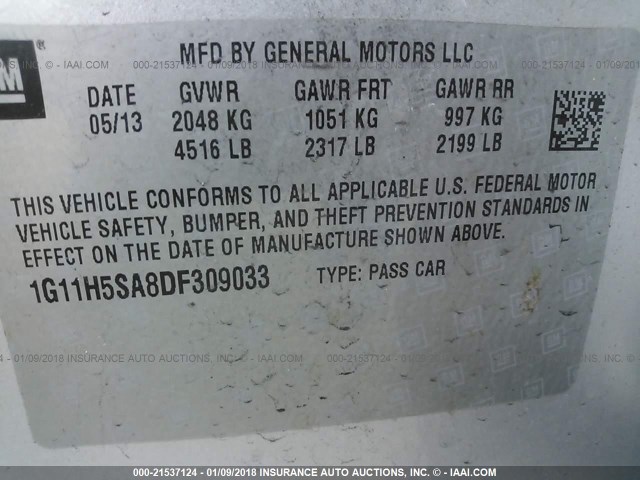 MFD BY GENERAL MOTORS LLC
GM
DATE GVWR GAWR FRT GAWR RR
05/13 2048 KG 1051 KG 997 KG
4516 LB 2317 LB 2199 LB
THIS VEHICLE CONFORMS TO ALL APPLICABLE U.S. FEDERAL MOTOR
VEHICLE SAFETY, BUMPER, AND THEFT PREVENTION STANDARDS IN
EFFECT ON THE DATE OF MANUFACTURE SHOWN ABOVE.
1G11H5SA8DF309033 TYPE: PASS CAR
000-21537124 - 01/09/2018 INSURANCE AUTO AUCTIONS, INC. - © IAAI.COM